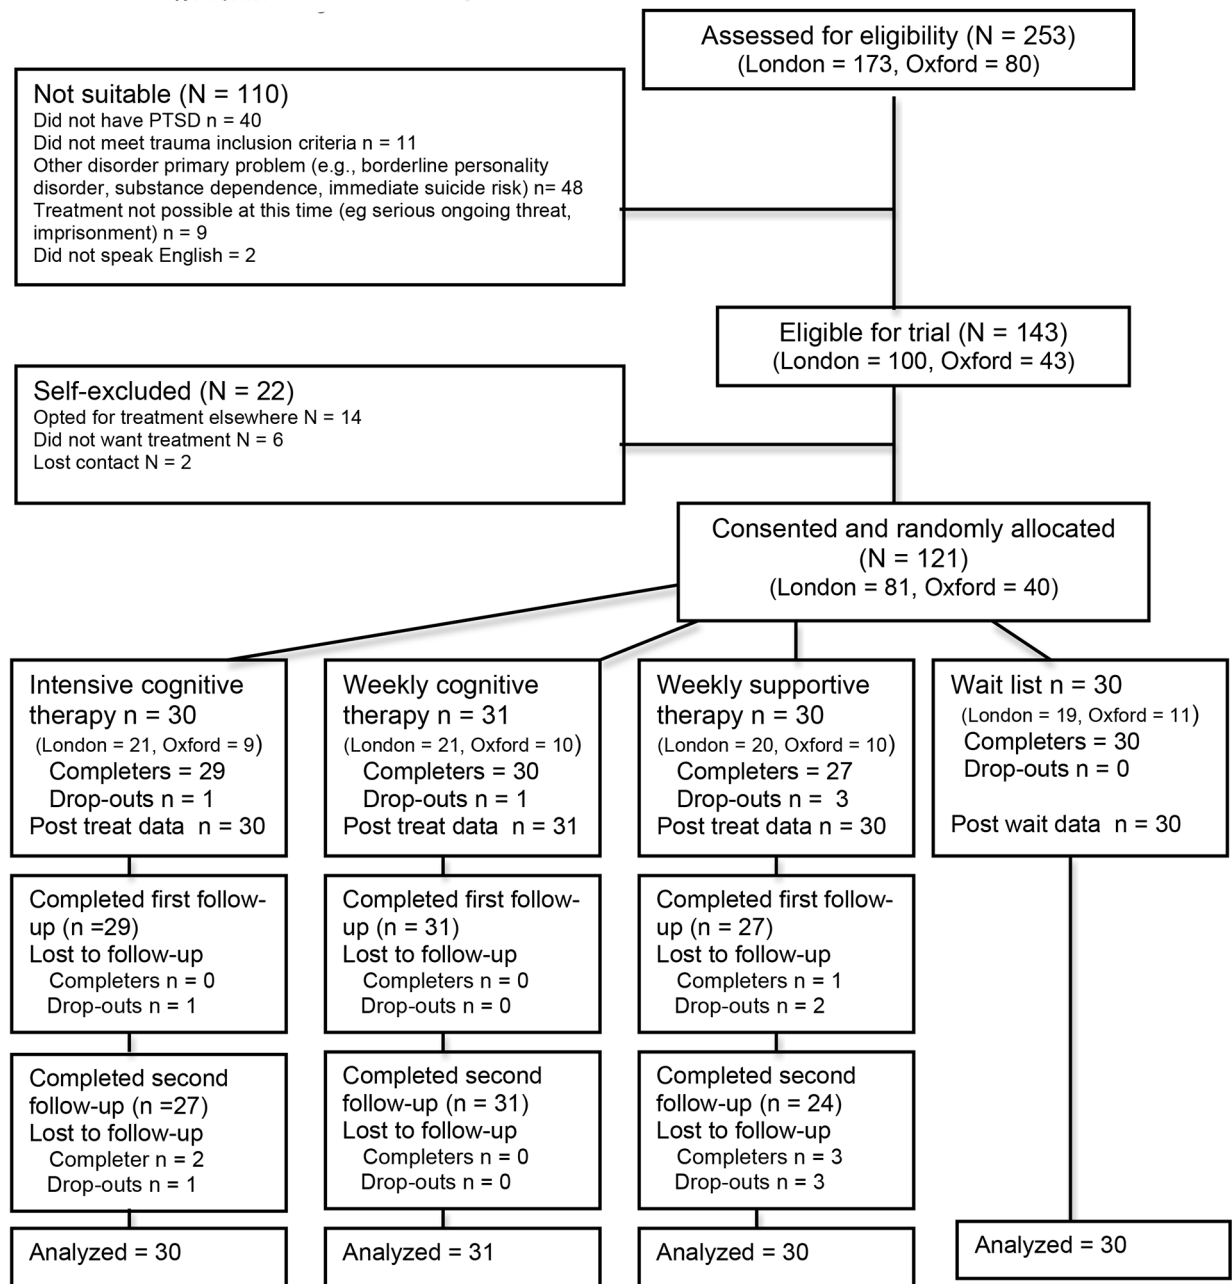 Assessed for eligibility (N = 253)
(London = 173, Oxford = 80)
Not suitable (N = 110)
Did not have PTSD n = 40
Did not meet trauma inclusion criteria n = 11
Other disorder primary problem (e.g., borderline personality
disorder, substance dependence, immediate suicide risk) n= 48
Treatment not possible at this time (eg serious ongoing threat,
imprisonment) n = 9
Did not speak English = 2
Eligible for trial (N = 143)
(London = 100, Oxford = 43)
Self-excluded (N = 22)
Opted for treatment elsewhere N = 14
Did not want treatment N = 6
Lost contact N = 2
Consented and randomly allocated
(N = 121)
(London = 81, Oxford = 40)
Intensive cognitive
therapy n = 30
(London = 21, Oxford = 9)
Completers = 29
Drop-outs n = 1
Post treat data n = 30
Weekly cognitive
therapy n = 31
(London = 21, Oxford = 10)
Completers = 30
Drop-outs n = 1
Post treat data n = 31
Weekly supportive
therapy n = 30
(London = 20, Oxford = 10)
Completers = 27
Drop-outs n = 3
Post treat data n = 30
Wait list n = 30
(London = 19, Oxford = 11)
Completers = 30
Drop-outs n = 0
Post wait data n = 30
Completed first follow-
up (n =29)
Lost to follow-up
Completers n = 0
Drop-outs n = 1
Completed first follow-
up (n = 31)
Lost to follow-up
Completers n = 0
Drop-outs n = 0
Completed first follow-
up (n = 27)
Lost to follow-up
Completers n = 1
Drop-outs n = 2
Completed second
follow-up (n =27)
Lost to follow-up
Completer n = 2
Drop-outs n = 1
Completed second
follow-up (n = 31)
Lost to follow-up
Completers n = 0
Drop-outs n = 0
Completed second
follow-up (n = 24)
Lost to follow-up
Completers n = 3
Drop-outs n = 3
Analyzed = 30
Analyzed = 31
Analyzed = 30
Analyzed = 30